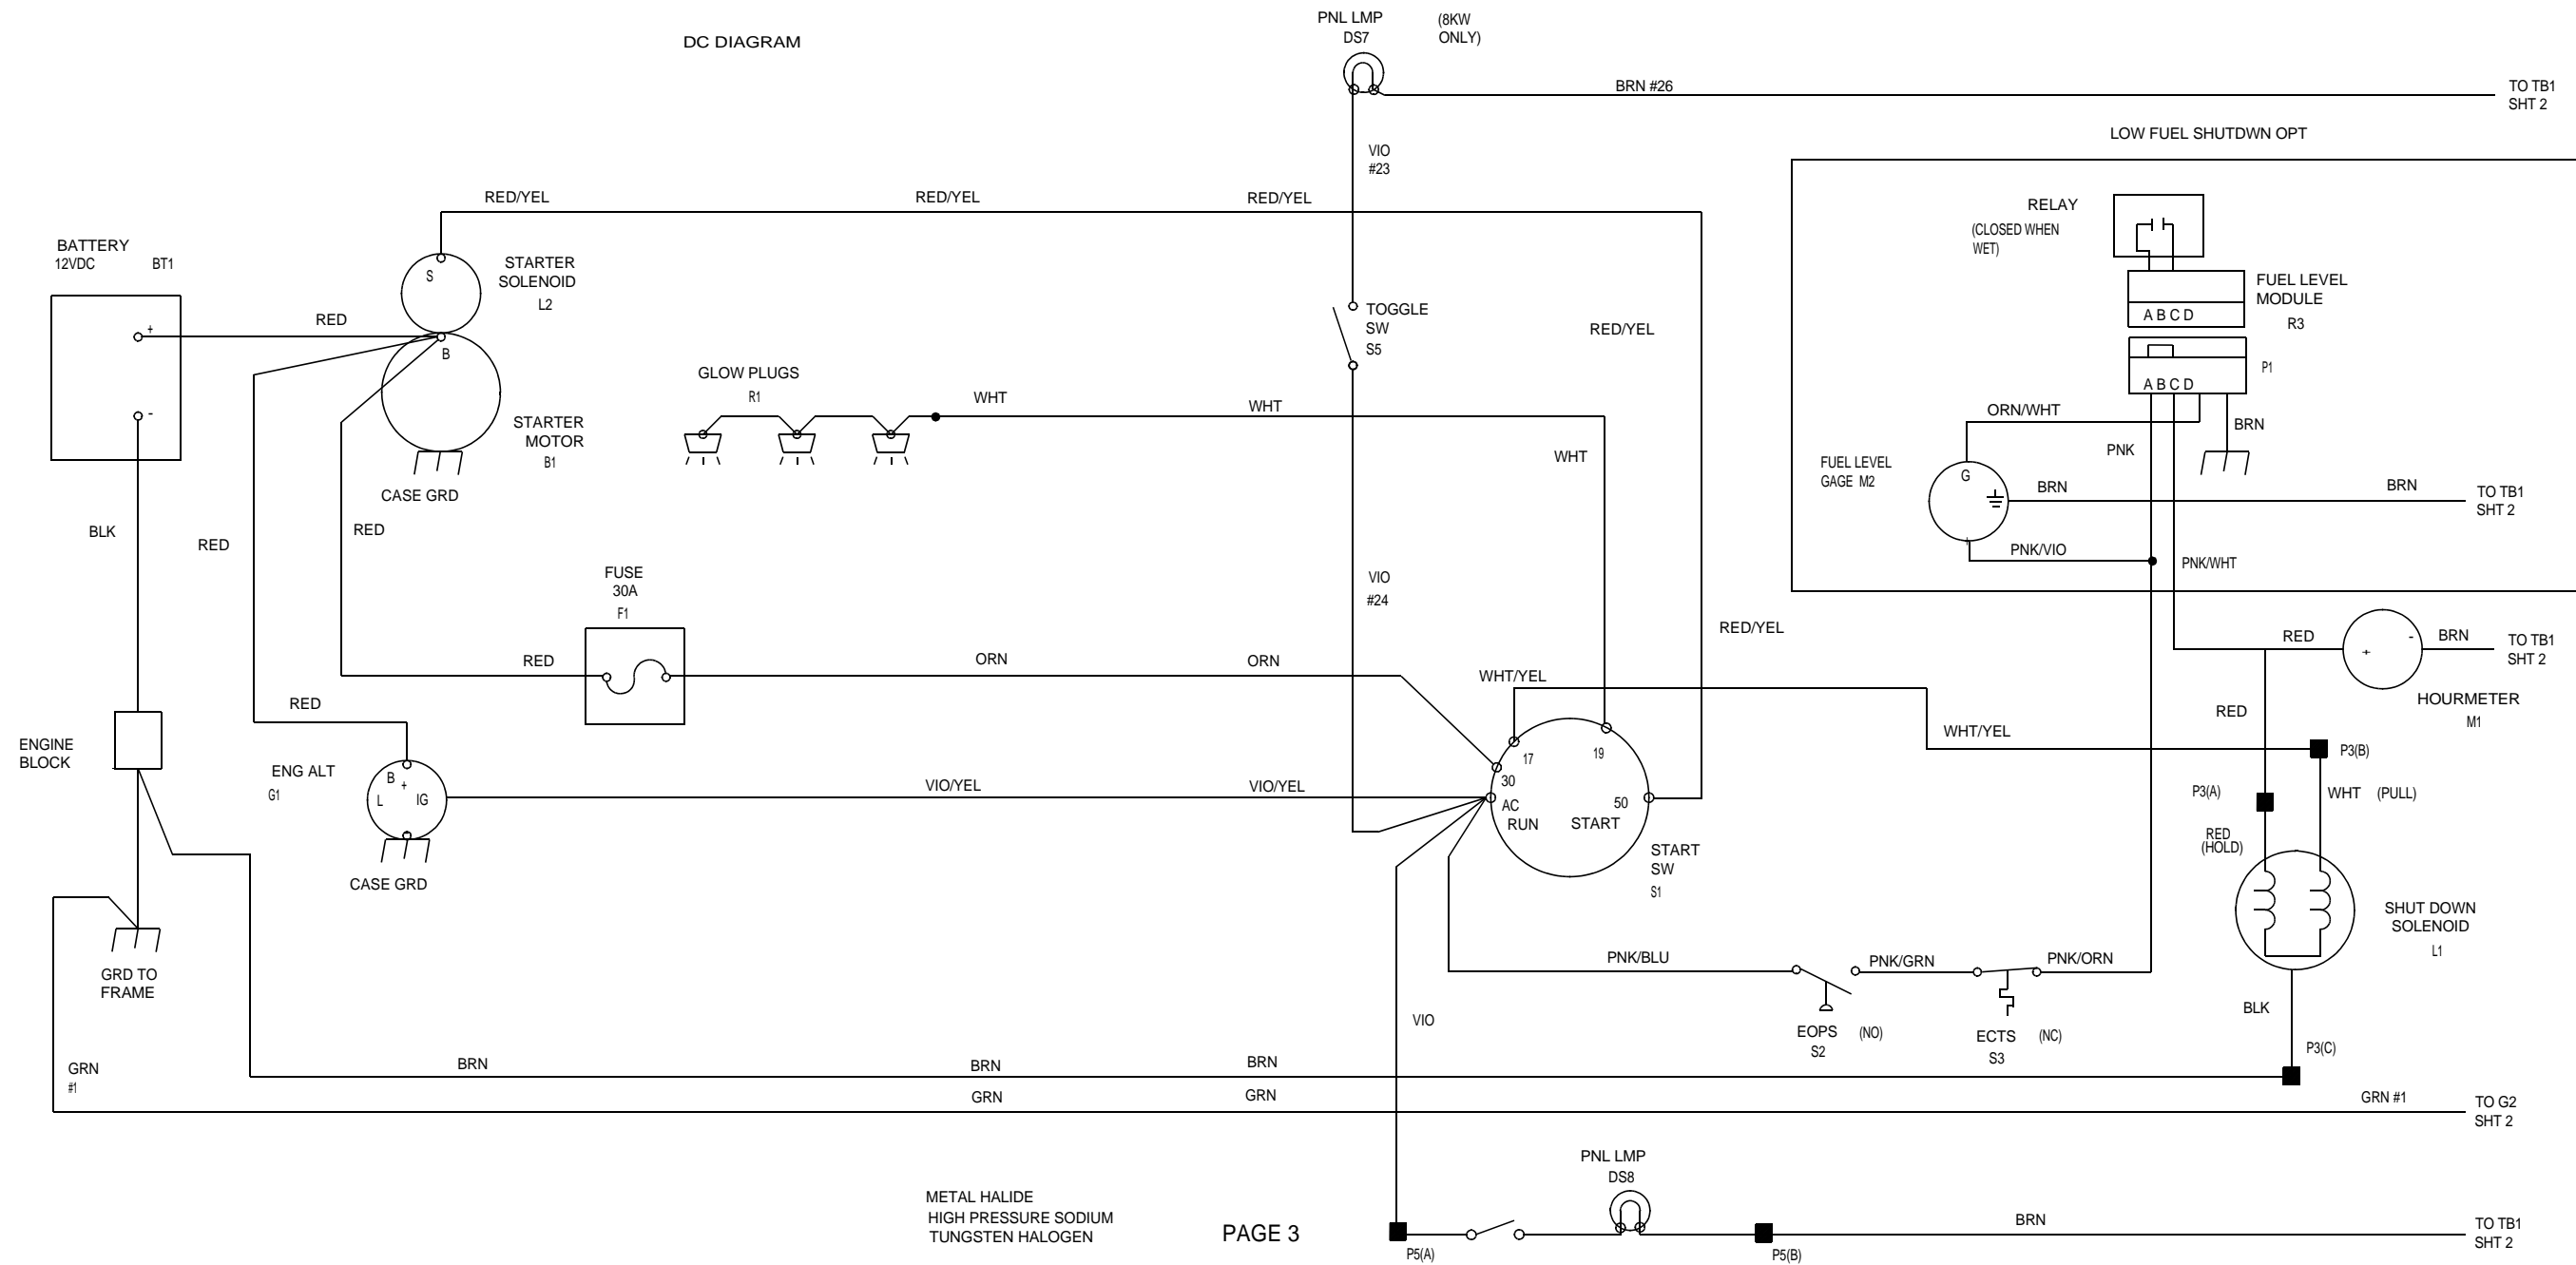 DC DIAGRAM
PNL LMP
DS7
(8KW
ONLY)
BRN #26
TO TB1
SHT 2
LOW FUEL SHUTDWN OPT
VIO
#23
RED/YEL
RED/YEL
RED/YEL
RELAY
(CLOSED WHEN
WET)
BATTERY
12VDC
BT1
S
STARTER
SOLENOID
L2
FUEL LEVEL
MODULE
R3
A B C D
+
RED
B
TOGGLE
SW
S5
RED/YEL
GLOW PLUGS
R1
WHT
WHT
P1
A B C D
-
STARTER
MOTOR
B1
ORN/WHT
BRN
WHT
PNK
FUEL LEVEL
GAGE M2
G
CASE GRD
BRN
BRN
TO TB1
SHT 2
BLK
RED
RED
+
PNK/VIO
PNK/WHT
FUSE
30A
F1
VIO
#24
RED/YEL
RED
+
-
BRN
TO TB1
SHT 2
RED
ORN
ORN
WHT/YEL
HOURMETER
M1
RED
RED
WHT/YEL
P3(B)
ENGINE
BLOCK
ENG ALT
G1
B
+
L
IG
VIO/YEL
VIO/YEL
17
19
30
AC
RUN
50
START
START
SW
S1
P3(A)
WHT
(PULL)
RED
(HOLD)
CASE GRD
SHUT DOWN
SOLENOID
L1
GRD TO
FRAME
PNK/BLU
PNK/GRN
PNK/ORN
BLK
VIO
EOPS
(NO)
S2
ECTS
(NC)
S3
P3(C)
GRN
#1
BRN
BRN
BRN
GRN
GRN
GRN #1
TO G2
SHT 2
PNL LMP
DS8
METAL HALIDE
HIGH PRESSURE SODIUM
TUNGSTEN HALOGEN
PAGE 3
P5(A)
P5(B)
BRN
TO TB1
SHT 2